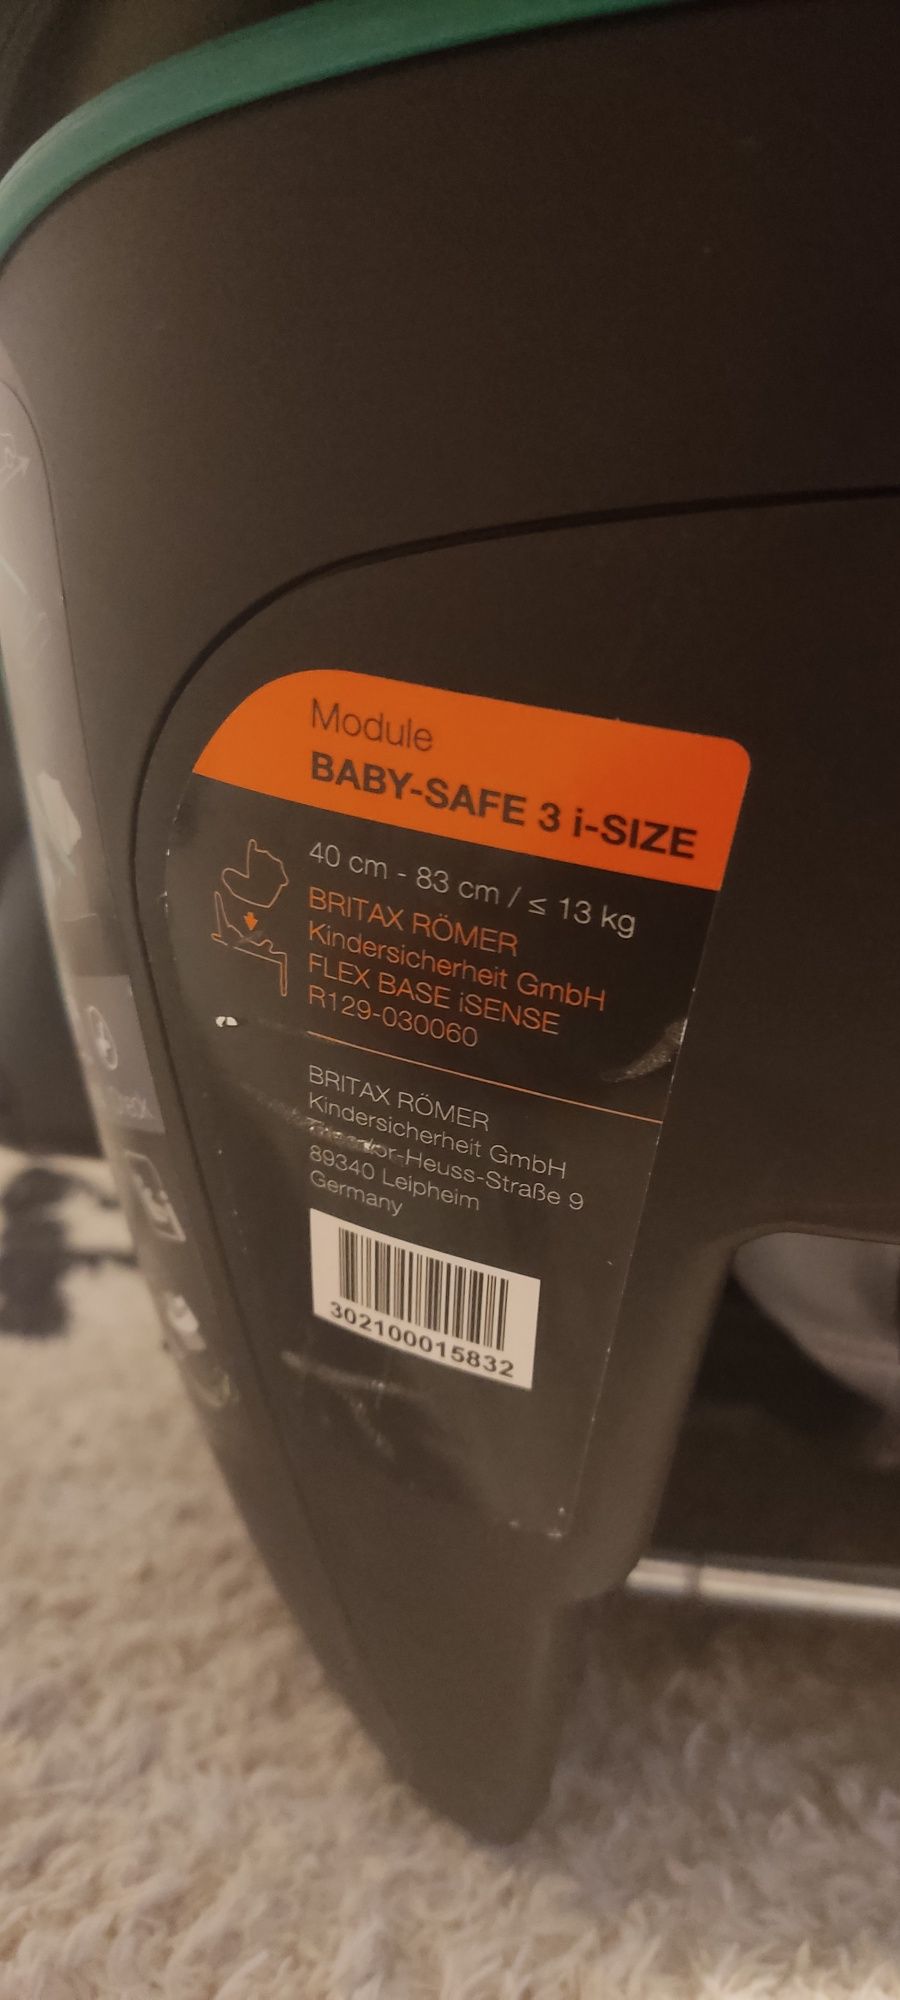 Module
BABY-SAFE 3 i-SIZE
40 cm - 83 cm / ≤ 13 kg
BRITAX RÖMER
Kindersicherheit GmbH
FLEX BASE iSENSE
R129-030060
BRITAX RÖMER
Kindersicherheit GmbH
-Heuss-Straße 9
89340 Leipheim
Germany
302100015832